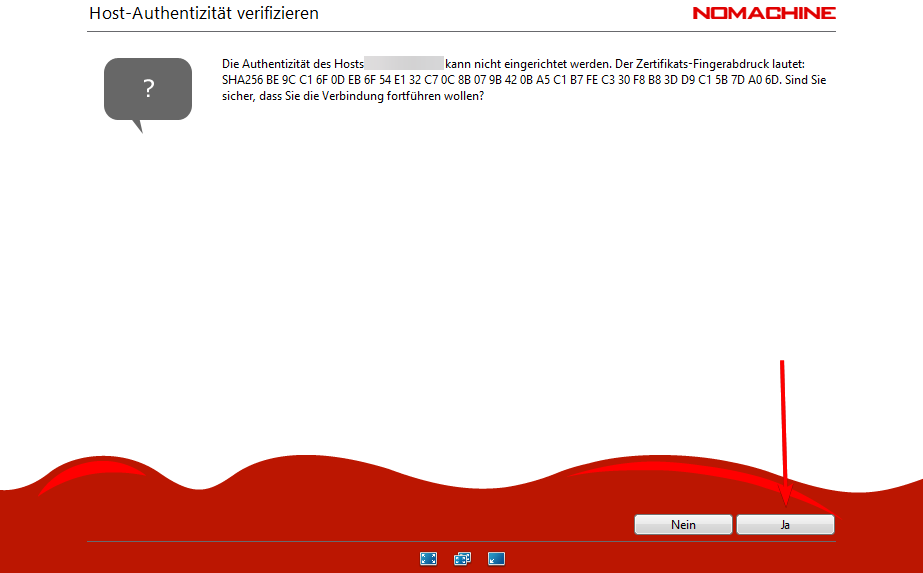 Host-Authentizität verifizieren
NOMACHINE
?
Die Authentizität des Hosts kann nicht eingerichtet werden. Der Zertifikats-Fingerabdruck lautet:
SHA256 BE 9C C1 6F 0D EB 6F 54 E1 32 C7 0C 8B 07 9B 42 0B A5 C1 B7 FE C3 30 F8 B8 3D D9 C1 5B 7D A0 6D. Sind Sie
sicher, dass Sie die Verbindung fortführen wollen?
Nein
Ja